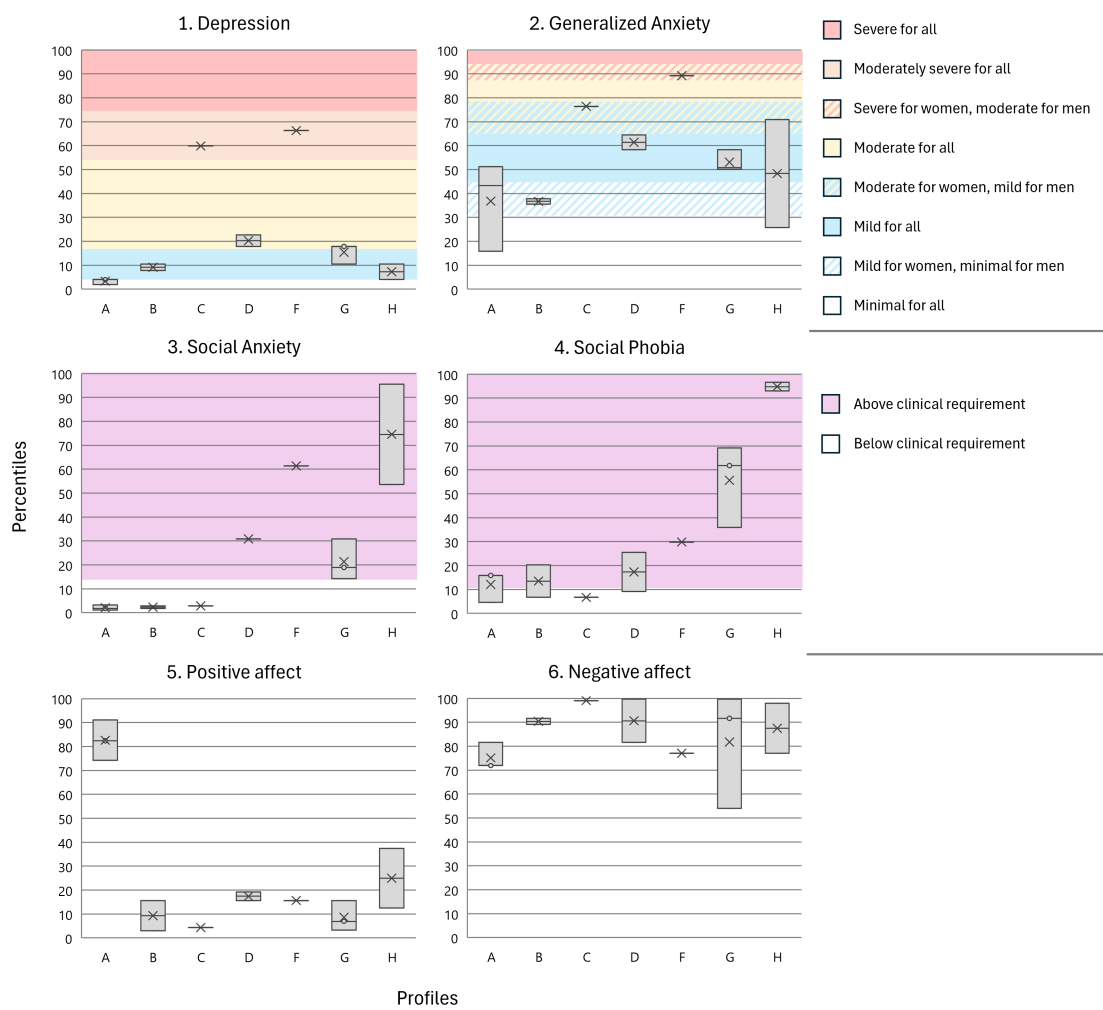 1. Depression
100
90
80
70
60
50
40
30
20
10
0
A B C D F G H
2. Generalized Anxiety
100
90
80
70
60
50
40
30
20
10
0
A B C D F G H
Severe for all
Moderately severe for all
Severe for women, moderate for men
Moderate for all
Moderate for women, mild for men
Mild for all
Mild for women, minimal for men
Minimal for all
3. Social Anxiety
100
90
80
70
60
50
40
30
20
10
0
A B C D F G H
4. Social Phobia
100
90
80
70
60
50
40
30
20
10
0
A B C D F G H
Above clinical requirement
Below clinical requirement
Percentiles
5. Positive affect
100
90
80
70
60
50
40
30
20
10
0
A B C D F G H
6. Negative affect
100
90
80
70
60
50
40
30
20
10
0
A B C D F G H
Profiles